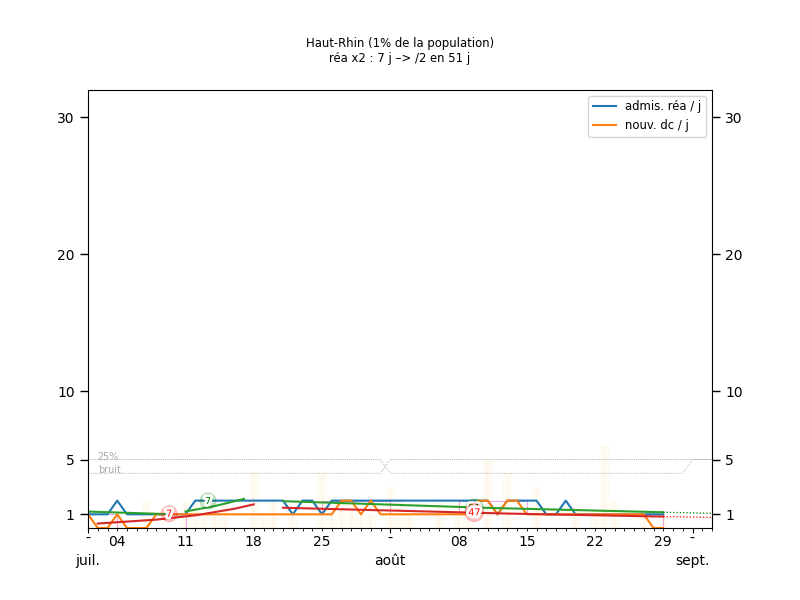 Haut-Rhin (1% de la population)
réa x2 : 7 j –> /2 en 51 j
admis. réa / j
nouv. dc / j
30 30
20 20
10 10
5 5
25%
bruit
1 1
7
7
47
- 04 11 18 25 - 08 15 22 29 -
juil. août sept.